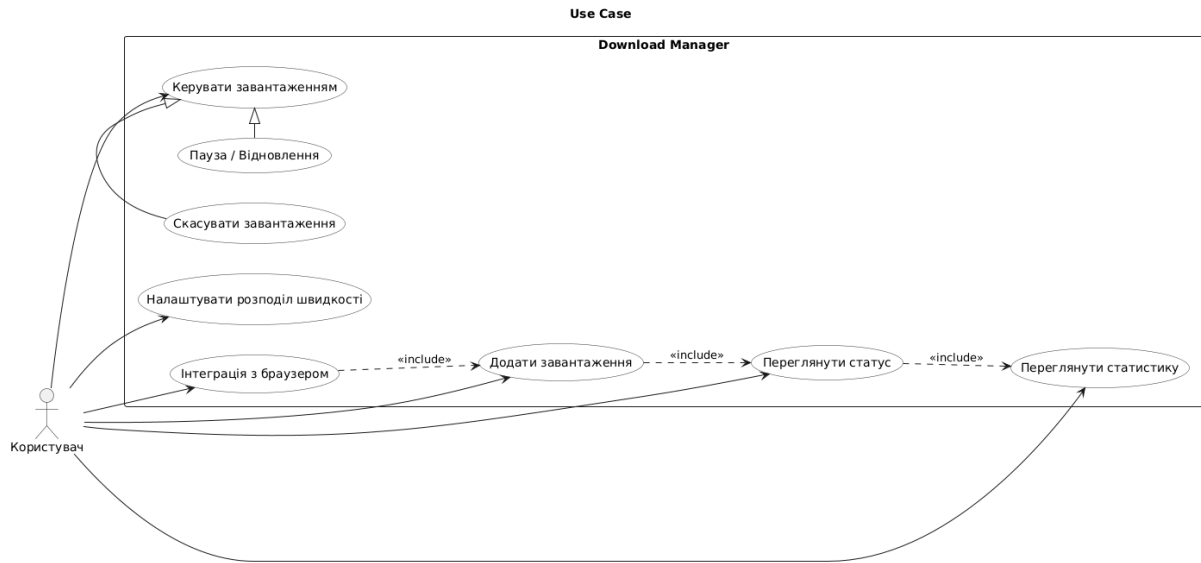 Use Case
Download Manager
Керувати завантаженням
Пауза / Відновлення
Скасувати завантаження
Налаштувати розподіл швидкості
Інтеграція з браузером
«include»
Додати завантаження
«include»
Переглянути статус
«include»
Переглянути статистику
Користувач